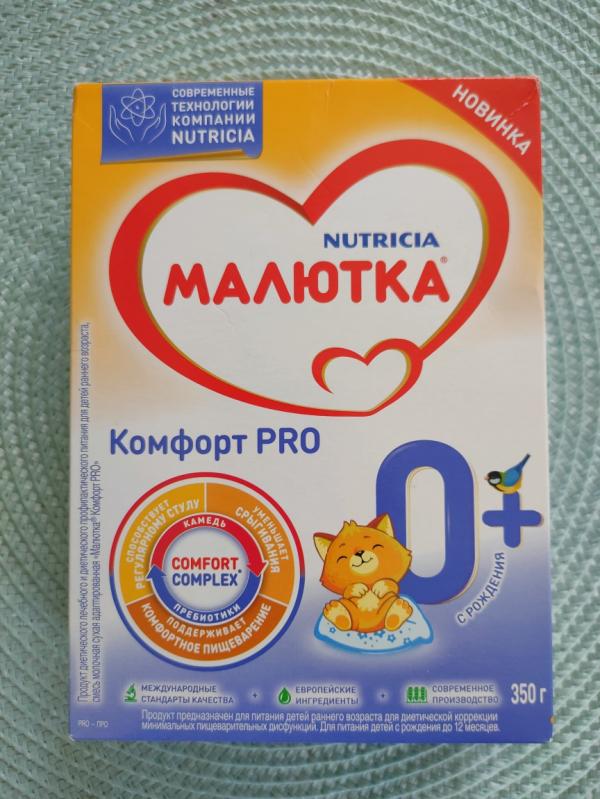 СОВРЕМЕННЫЕ
ТЕХНОЛОГИИ
КОМПАНИИ
NUTRICIA
НОВИНКА
NUTRICIA
МАЛЮТКА®
Комфорт PRO
0+
С РОЖДЕНИЯ
СПОСОБСТВУЕТ
РЕГУЛЯРНОМУ СТУЛУ
УМЕНЬШАЕТ
СРЫГИВАНИЯ
КАМЕДЬ
COMFORT
COMPLEX*
ПРЕБИОТИКИ
ПОДДЕРЖИВАЕТ
КОМФОРТНОЕ ПИЩЕВАРЕНИЕ
Продукт диетического лечебного и диетического профилактического питания для детей раннего возраста,
смесь молочная сухая адаптированная «Малютка® Комфорт PRO»
МЕЖДУНАРОДНЫЕ
СТАНДАРТЫ КАЧЕСТВА
+
ЕВРОПЕЙСКИЕ
ИНГРЕДИЕНТЫ
+
СОВРЕМЕННОЕ
ПРОИЗВОДСТВО
350 г
PRO – ПРО
Продукт предназначен для питания детей раннего возраста для диетической коррекции
минимальных пищеварительных дисфункций. Для питания детей с рождения до 12 месяцев.